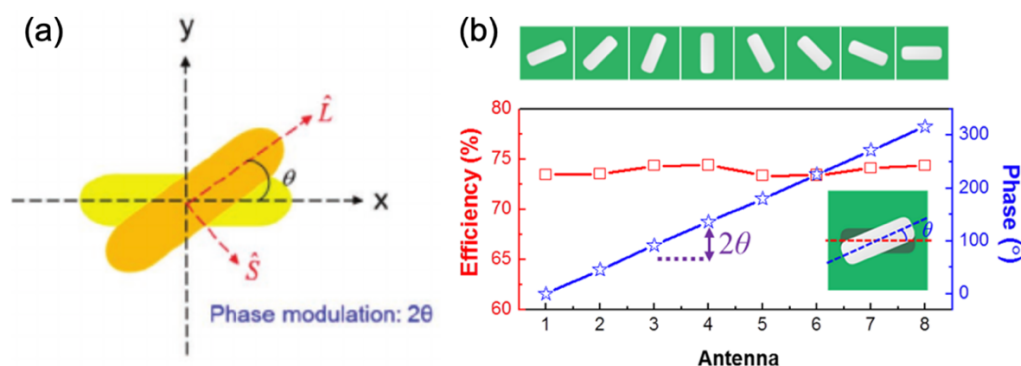 (a)
y
L̂
θ
x
Ŝ
Phase modulation: 2θ
(b)
Efficiency (%)
80
75
70
65
60
2θ
θ
300
200
100
0
Phase (°)
1 2 3 4 5 6 7 8
Antenna